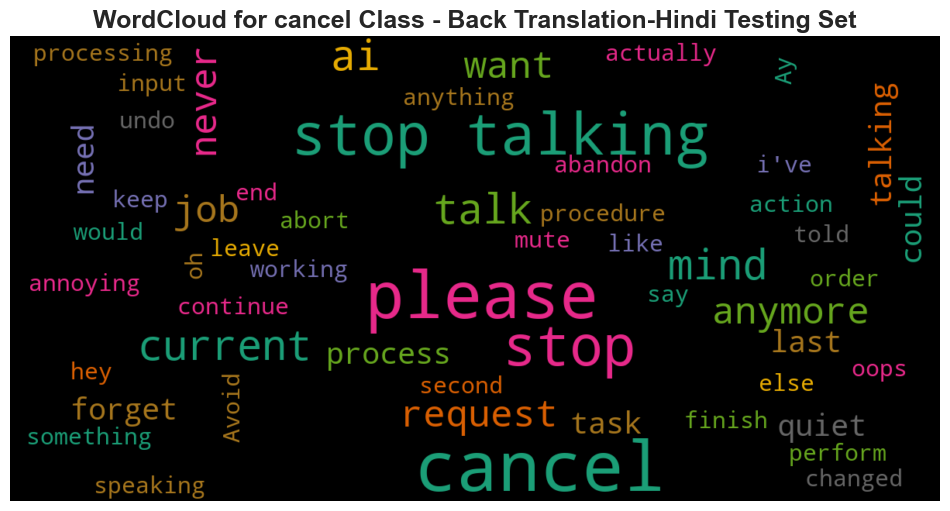 WordCloud for cancel Class - Back Translation-Hindi Testing Set
processing
never
ai
want
actually
Ay
input
anything
talking
undo
need
stop talking
abandon
i've
could
keep
end
job
abort
talk
procedure
action
would
leave
mute
like
told
oh
working
mind
annoying
continue
please
say
order
anymore
current
process
stop
last
hey
Avoid
second
else
oops
forget
request
task
finish
quiet
something
cancel
perform
speaking
changed